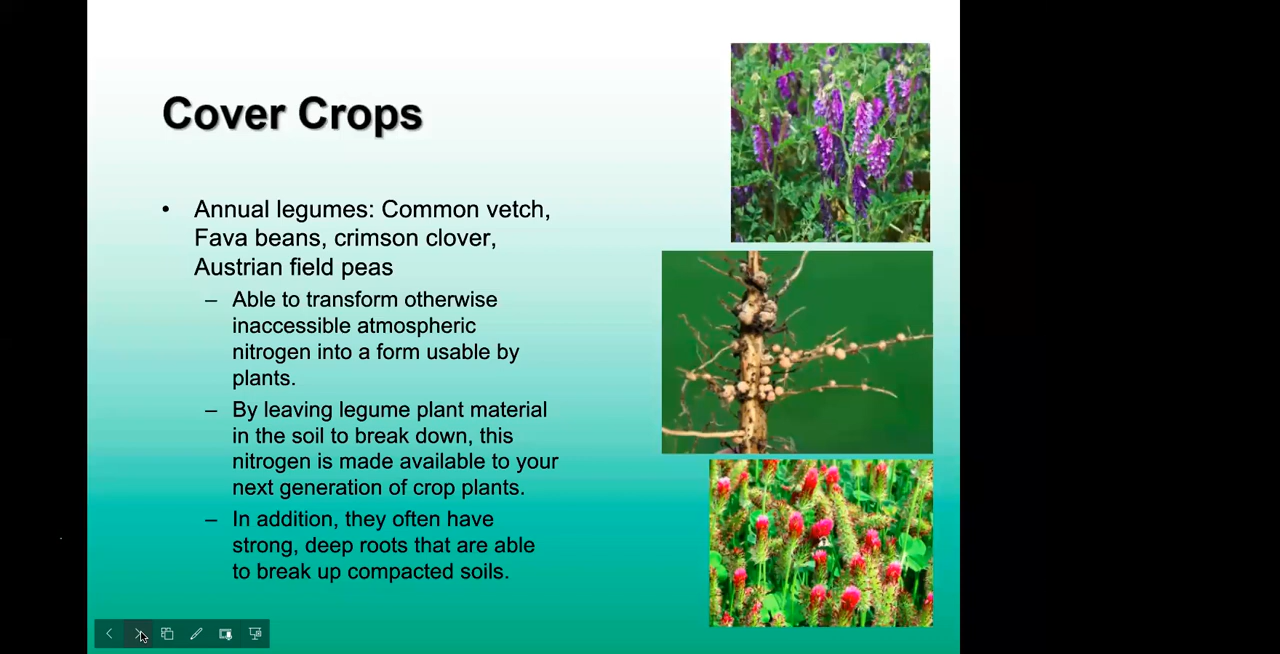 Cover Crops
• Annual legumes: Common vetch,
Fava beans, crimson clover,
Austrian field peas
– Able to transform otherwise
inaccessible atmospheric
nitrogen into a form usable by
plants.
– By leaving legume plant material
in the soil to break down, this
nitrogen is made available to your
next generation of crop plants.
– In addition, they often have
strong, deep roots that are able
to break up compacted soils.